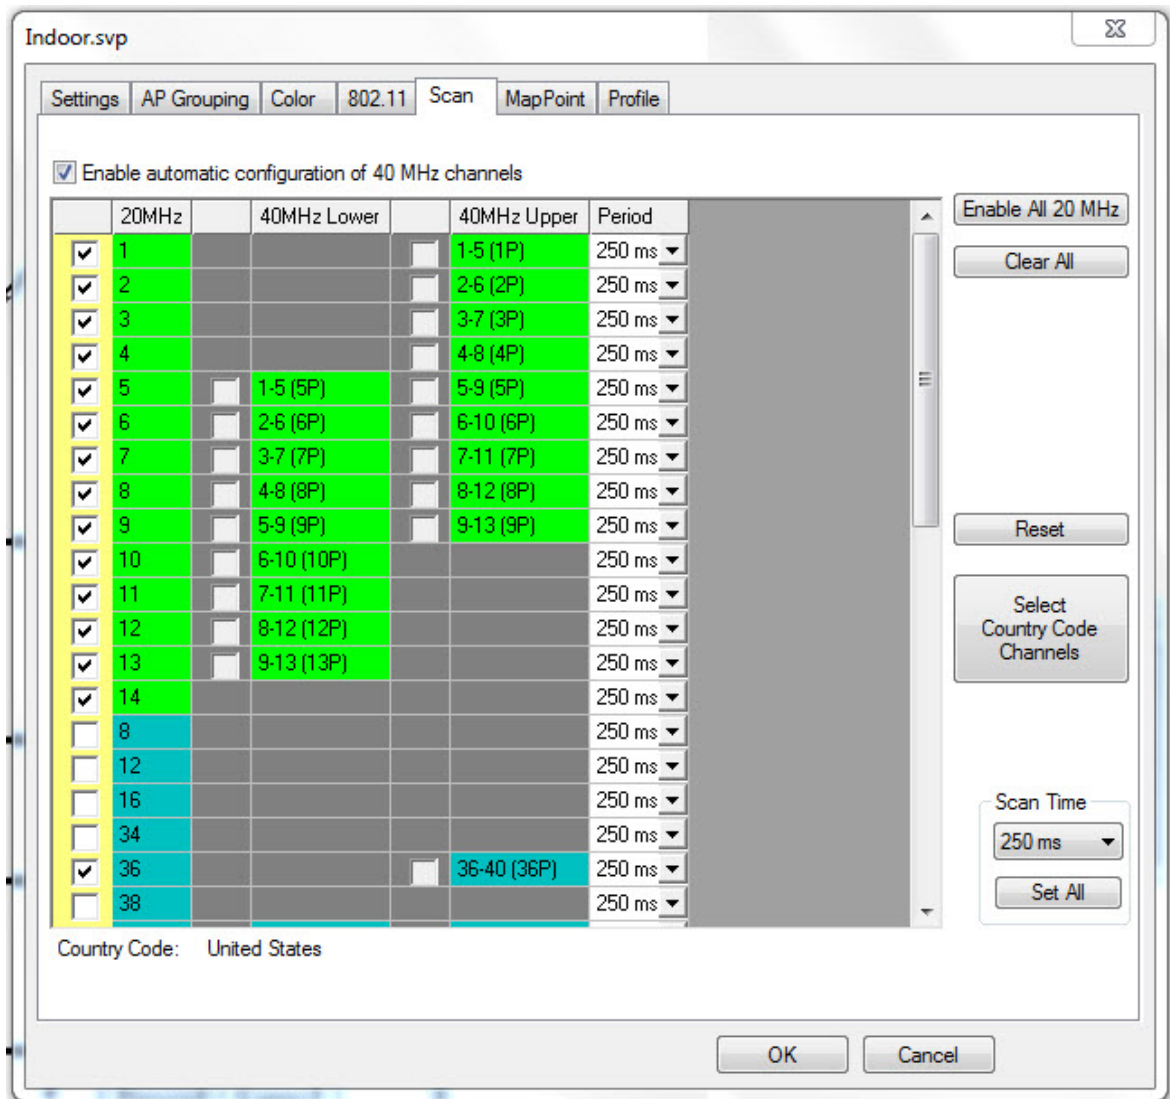 Indoor.svp
Settings AP Grouping Color 802.11 Scan MapPoint Profile
Enable automatic configuration of 40 MHz channels
20MHz 40MHz Lower 40MHz Upper Period
1 1-5 (1P) 250 ms
2 2-6 (2P) 250 ms
3 3-7 (3P) 250 ms
4 4-8 (4P) 250 ms
5 1-5 (5P) 5-9 (5P) 250 ms
6 2-6 (6P) 6-10 (6P) 250 ms
7 3-7 (7P) 7-11 (7P) 250 ms
8 4-8 (8P) 8-12 (8P) 250 ms
9 5-9 (9P) 9-13 (9P) 250 ms
10 6-10 (10P) 250 ms
11 7-11 (11P) 250 ms
12 8-12 (12P) 250 ms
13 9-13 (13P) 250 ms
14 250 ms
8 250 ms
12 250 ms
16 250 ms
34 250 ms
36 36-40 (36P) 250 ms
38 250 ms
Enable All 20 MHz
Clear All
Reset
Select
Country Code
Channels
Scan Time
250 ms
Set All
Country Code: United States
OK Cancel